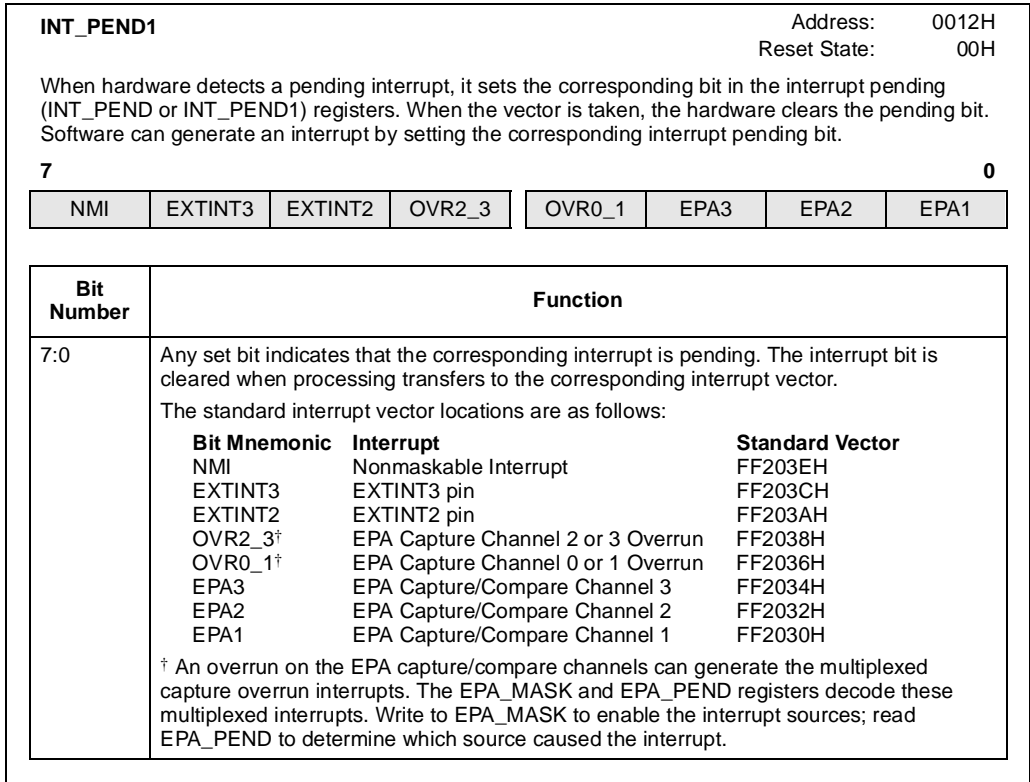 INT_PEND1 Address: 0012H
Reset State: 00H
When hardware detects a pending interrupt, it sets the corresponding bit in the interrupt pending
(INT_PEND or INT_PEND1) registers. When the vector is taken, the hardware clears the pending bit.
Software can generate an interrupt by setting the corresponding interrupt pending bit.
7 0
NMI EXTINT3 EXTINT2 OVR2_3 OVR0_1 EPA3 EPA2 EPA1
Bit
Number
Function
7:0
Any set bit indicates that the corresponding interrupt is pending. The interrupt bit is
cleared when processing transfers to the corresponding interrupt vector.
The standard interrupt vector locations are as follows:
Bit Mnemonic Interrupt Standard Vector
NMI Nonmaskable Interrupt FF203EH
EXTINT3 EXTINT3 pin FF203CH
EXTINT2 EXTINT2 pin FF203AH
OVR2_3† EPA Capture Channel 2 or 3 Overrun FF2038H
OVR0_1† EPA Capture Channel 0 or 1 Overrun FF2036H
EPA3 EPA Capture/Compare Channel 3 FF2034H
EPA2 EPA Capture/Compare Channel 2 FF2032H
EPA1 EPA Capture/Compare Channel 1 FF2030H
† An overrun on the EPA capture/compare channels can generate the multiplexed
capture overrun interrupts. The EPA_MASK and EPA_PEND registers decode these
multiplexed interrupts. Write to EPA_MASK to enable the interrupt sources; read
EPA_PEND to determine which source caused the interrupt.